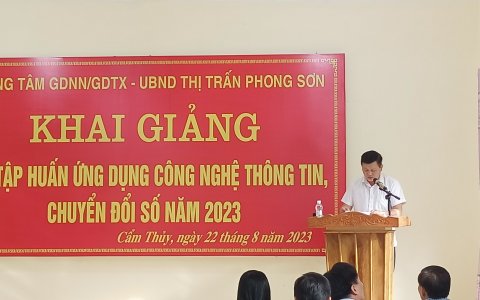 NG TÂM GDNN/GDTX - UBND THỊ TRẤN PHONG SƠN
KHAI GIẢNG
TẬP HUẤN ỨNG DỤNG CÔNG NGHỆ THÔNG TIN,
CHUYỂN ĐỔI SỐ NĂM 2023
Cẩm Thủy, ngày 22 tháng 8 năm 2023